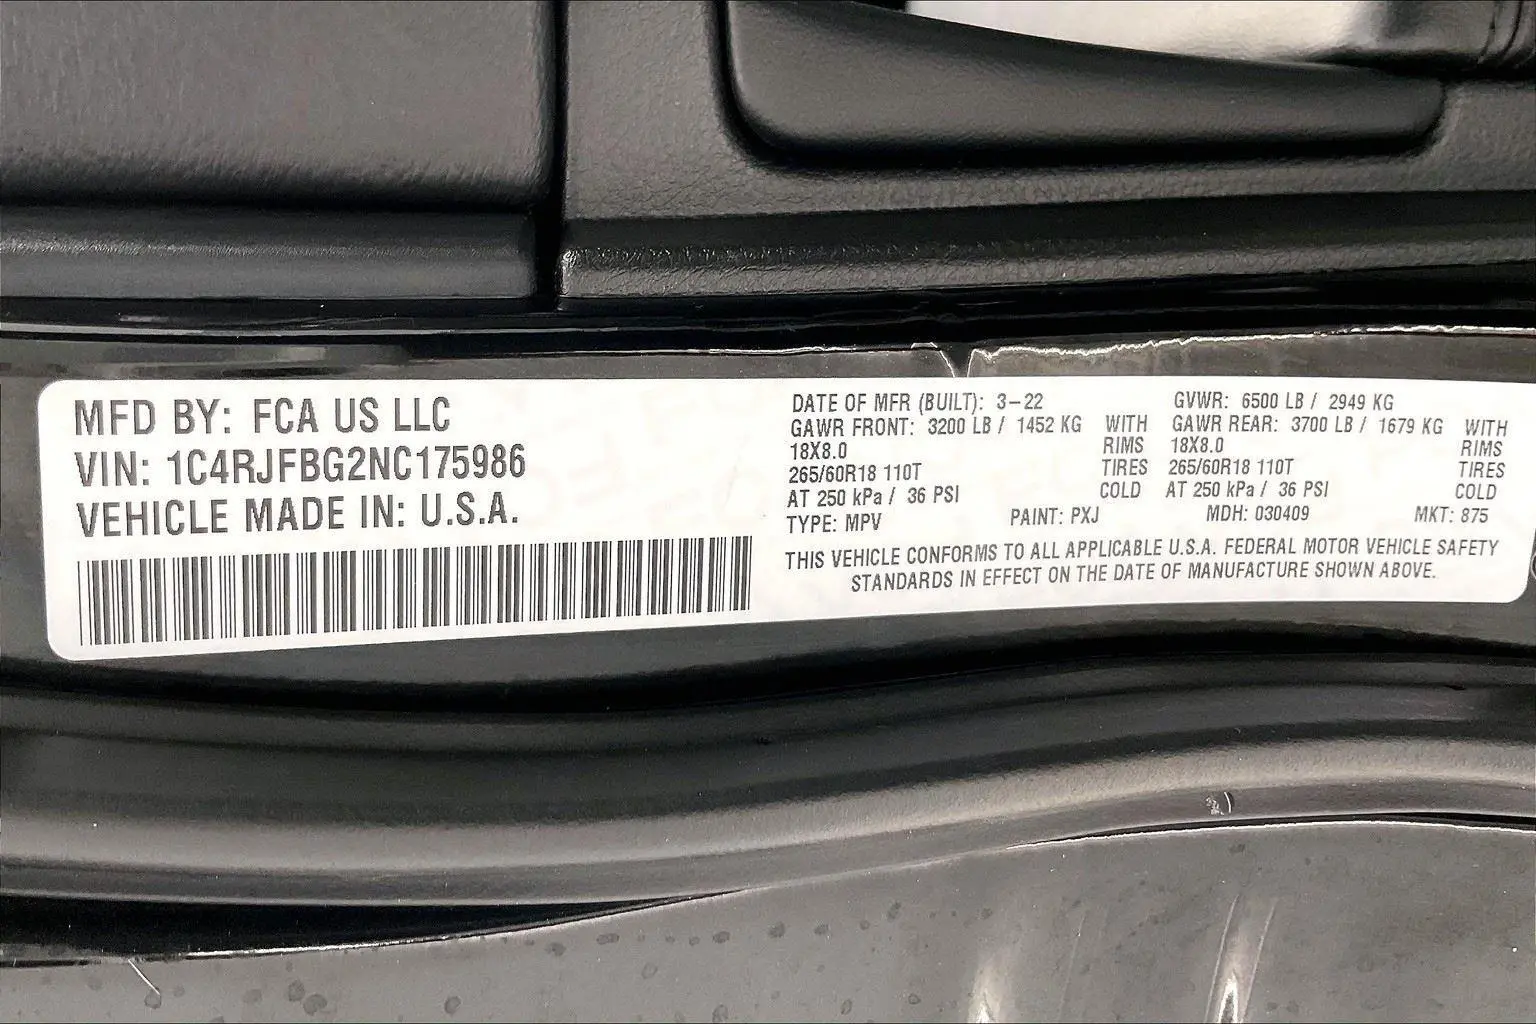 MFD BY: FCA US LLC
VIN: 1C4RJFBG2NC175986
VEHICLE MADE IN: U.S.A.
DATE OF MFR (BUILT): 3-22
GAWR FRONT: 3200 LB / 1452 KG WITH
18X8.0 RIMS
265/60R18 110T TIRES
AT 250 kPa / 36 PSI COLD
GVWR: 6500 LB / 2949 KG
GAWR REAR: 3700 LB / 1679 KG WITH
18X8.0 RIMS
265/60R18 110T TIRES
AT 250 kPa / 36 PSI COLD
TYPE: MPV PAINT: PXJ MDH: 030409 MKT: 875
THIS VEHICLE CONFORMS TO ALL APPLICABLE U.S.A. FEDERAL MOTOR VEHICLE SAFETY
STANDARDS IN EFFECT ON THE DATE OF MANUFACTURE SHOWN ABOVE.